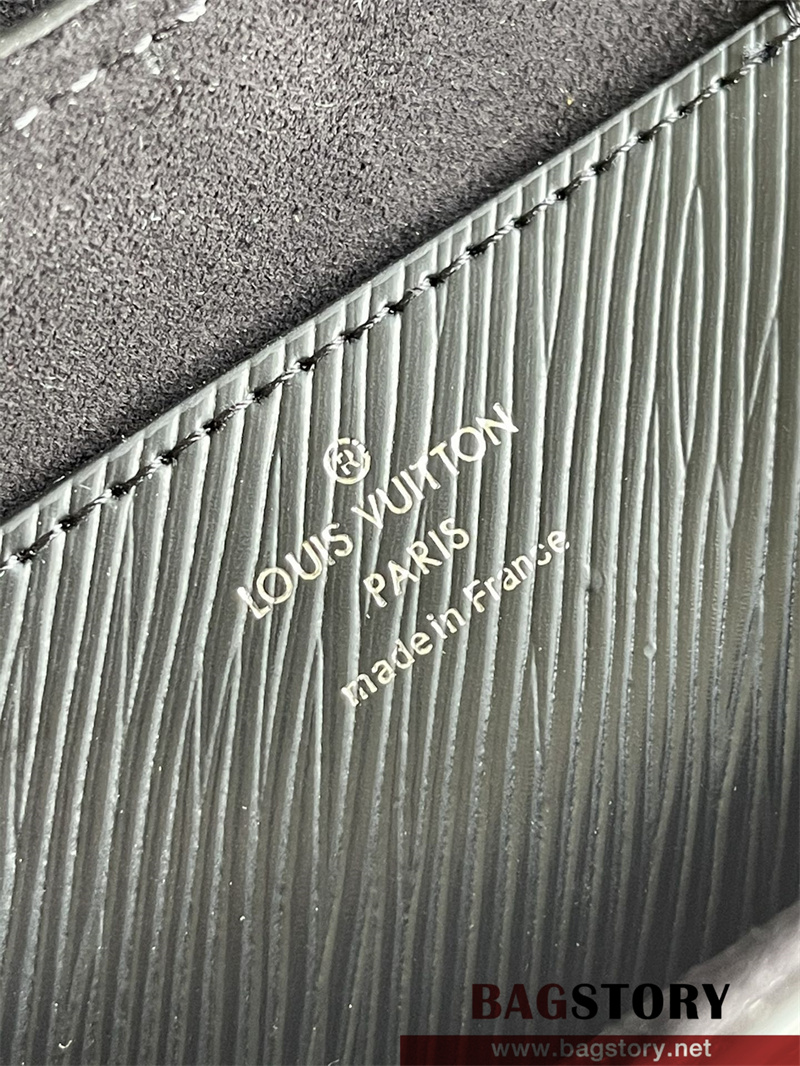 ®
LOUIS VUITTON
PARIS
made in France
BAGSTORY
www.bagstory.net